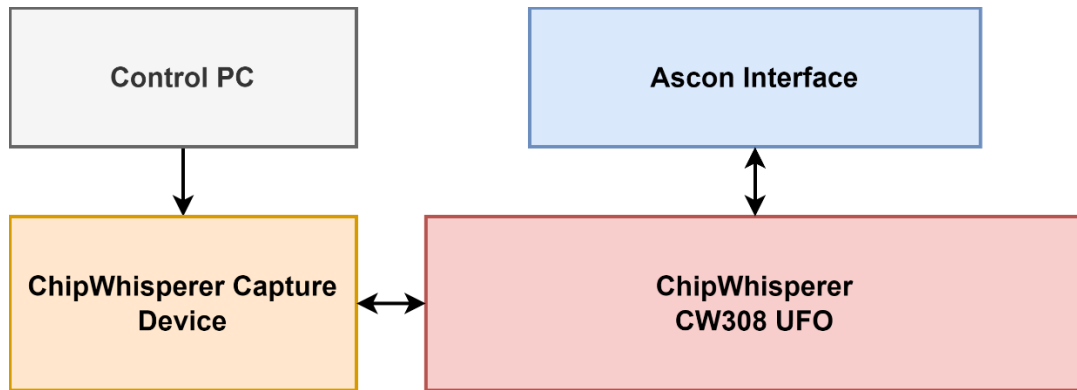 Control PC
Ascon Interface
ChipWhisperer Capture
Device
ChipWhisperer
CW308 UFO